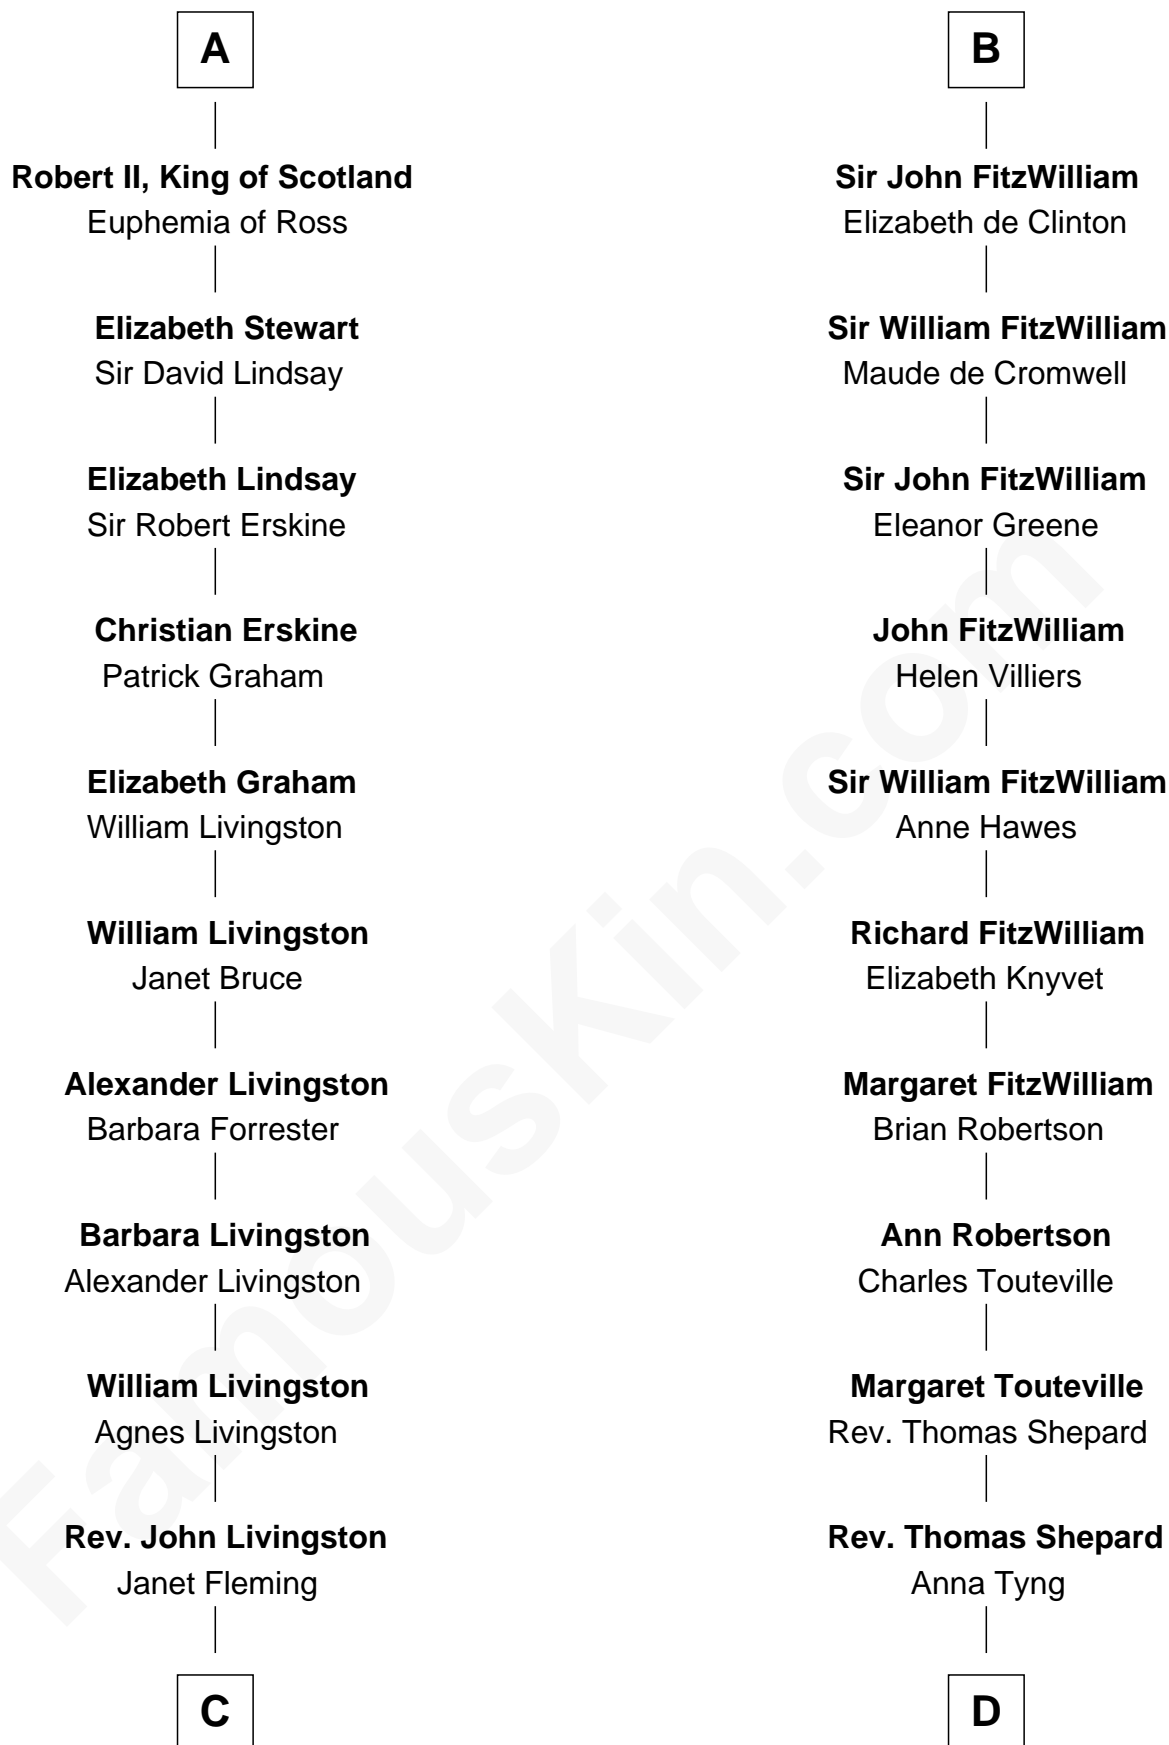 A
Robert II, King of Scotland
Euphemia of Ross
Elizabeth Stewart
Sir David Lindsay
Elizabeth Lindsay
Sir Robert Erskine
Christian Erskine
Patrick Graham
Elizabeth Graham
William Livingston
William Livingston
Janet Bruce
Alexander Livingston
Barbara Forrester
Barbara Livingston
Alexander Livingston
William Livingston
Agnes Livingston
Rev. John Livingston
Janet Fleming
C
B
Sir John FitzWilliam
Elizabeth de Clinton
Sir William FitzWilliam
Maude de Cromwell
Sir John FitzWilliam
Eleanor Greene
John FitzWilliam
Helen Villiers
Sir William FitzWilliam
Anne Hawes
Richard FitzWilliam
Elizabeth Knyvet
Margaret FitzWilliam
Brian Robertson
Ann Robertson
Charles Touteville
Margaret Touteville
Rev. Thomas Shepard
Rev. Thomas Shepard
Anna Tyng
D
FamousKin.com